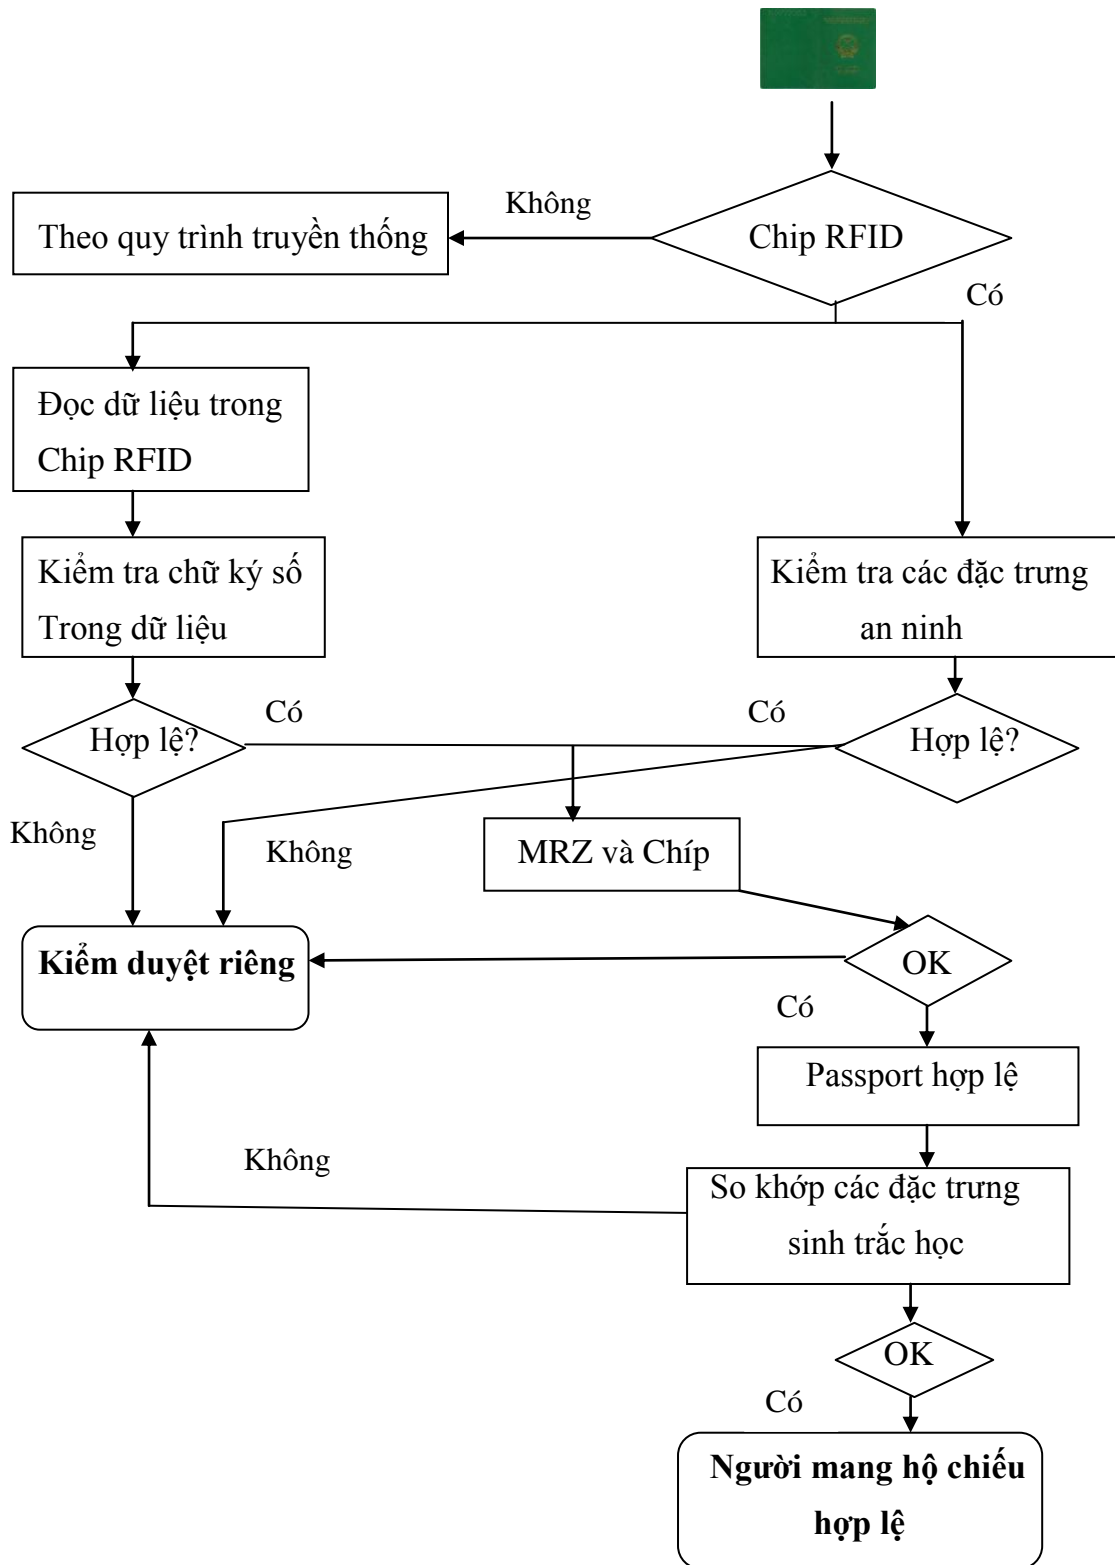 Không
Theo quy trình truyền thống
Chip RFID
Có
Đọc dữ liệu trong
Chip RFID
Kiểm tra chữ ký số
Trong dữ liệu
Kiểm tra các đặc trưng
an ninh
Có
Có
Hợp lệ?
Hợp lệ?
Không
Không
MRZ và Chíp
Kiểm duyệt riêng
OK
Có
Passport hợp lệ
Không
So khớp các đặc trưng
sinh trắc học
OK
Có
Người mang hộ chiếu
hợp lệ